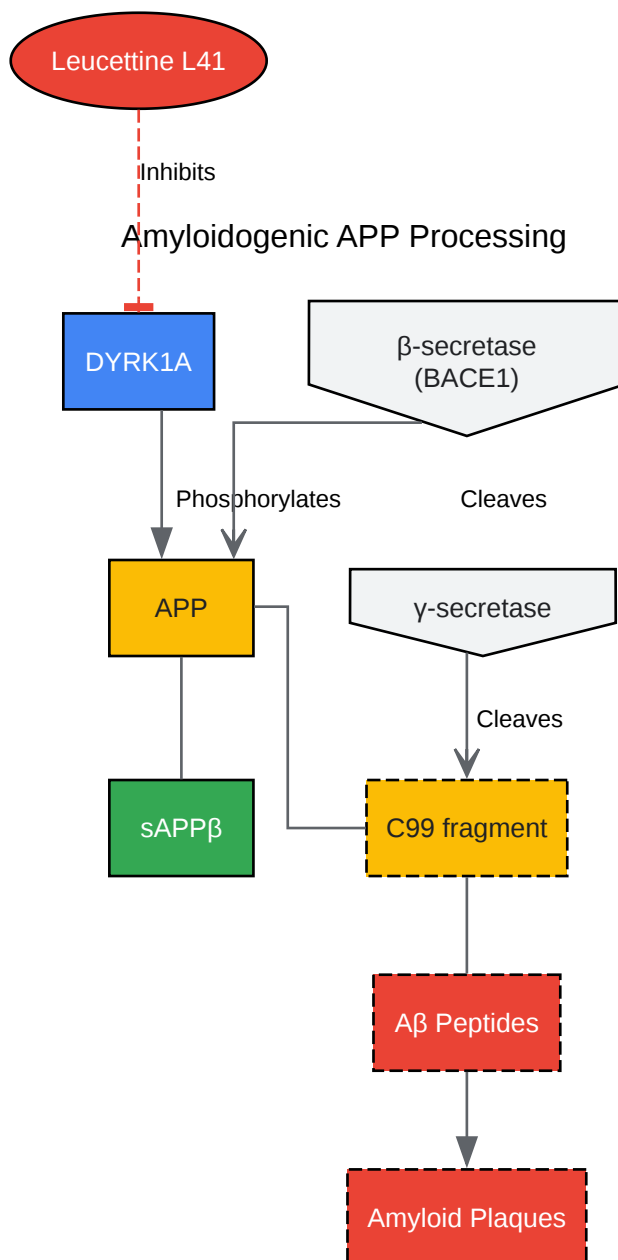 Leucettine L41
Inhibits
Amyloidogenic APP Processing
DYRK1A
β-secretase
(BACE1)
Phosphorylates
Cleaves
APP
γ-secretase
Cleaves
sAPPβ
C99 fragment
Aβ Peptides
Amyloid Plaques